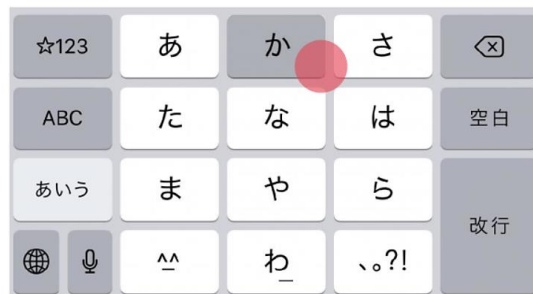 ☆123 あ か さ
ABC た な は 空白
あいう ま や ら
改行
^^ わ_ 、。?!